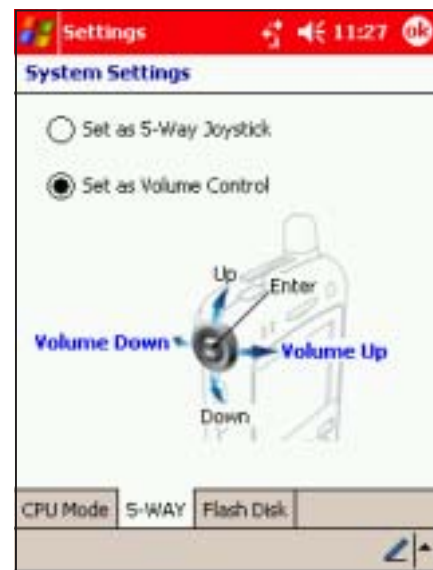 Settings 11:27 ok
System Settings
Set as 5-Way Joystick
Set as Volume Control
Up
Enter
Volume Down Volume Up
Down
CPU Mode 5-WAY Flash Disk